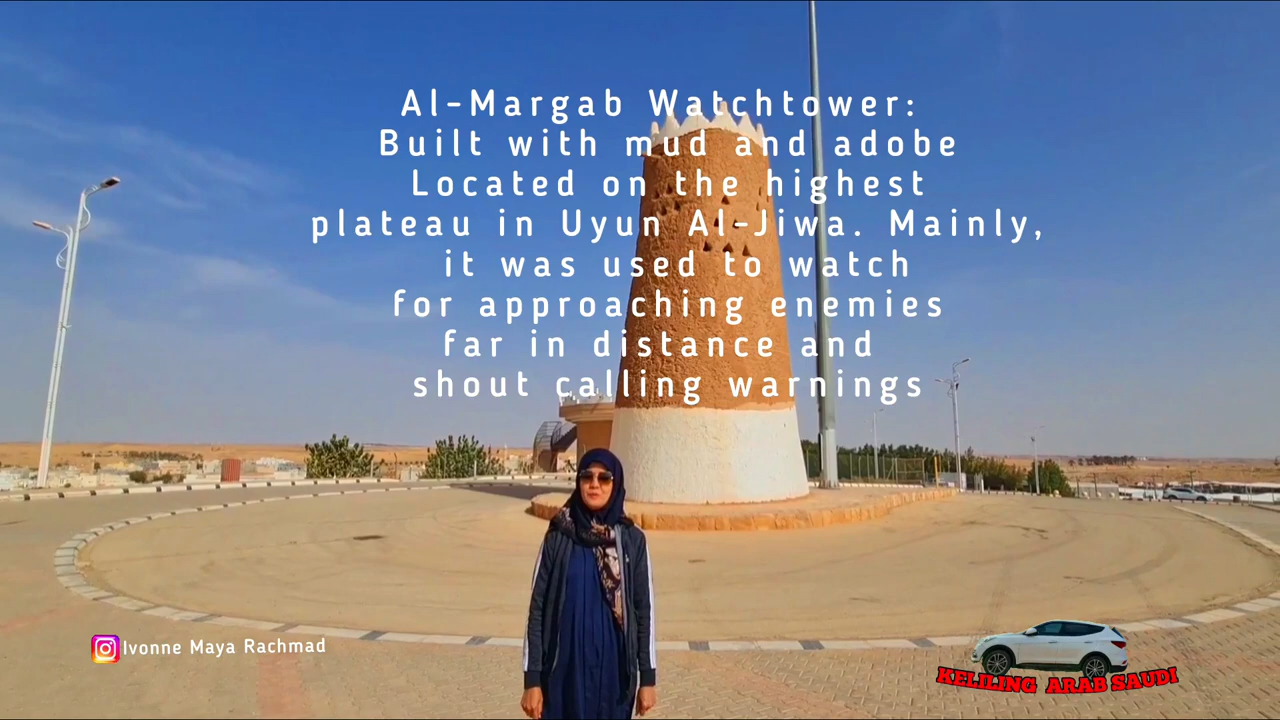 Al-Margab Watchtower:
Built with mud and adobe
Located on the highest
plateau in Uyun Al-Jiwa. Mainly,
it was used to watch
for approaching enemies
far in distance and
shout calling warnings
Ivonne Maya Rachmad
KELILING ARAB SAUDI